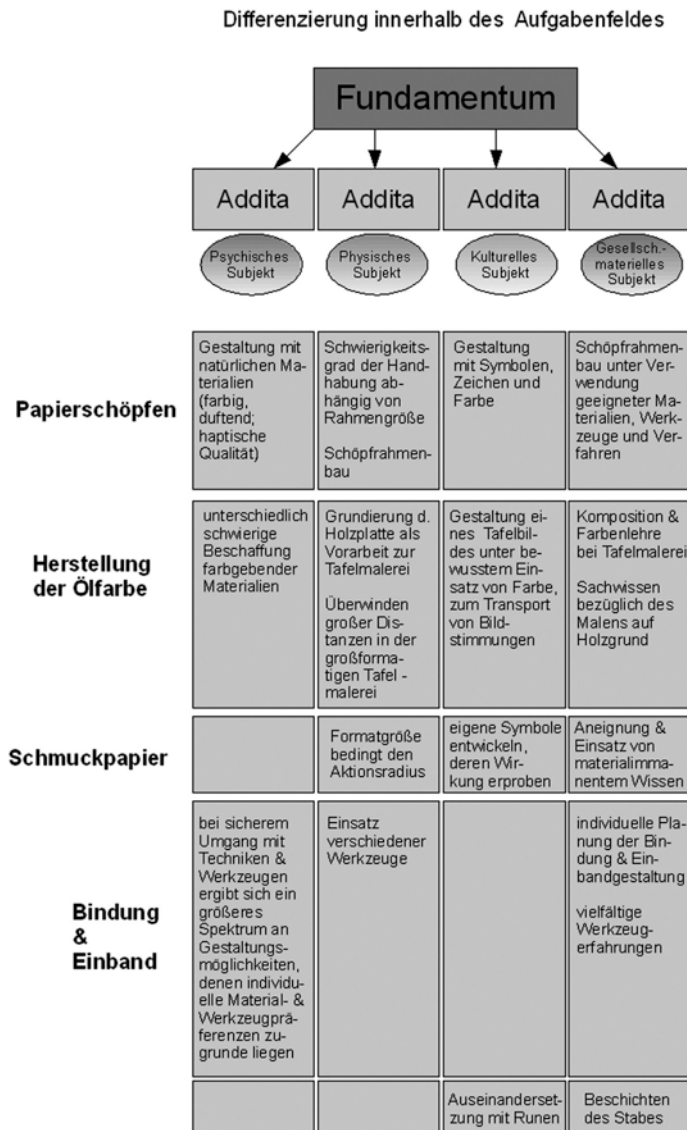 Differenzierung innerhalb des Aufgabenfeldes
Fundamentum
Addita
Addita
Addita
Addita
Psychisches
Subjekt
Physisches
Subjekt
Kulturelles
Subjekt
Gesellsch.-
materielles
Subjekt
Papierschöpfen
Gestaltung mit
natürlichen Ma-
terialien
(farbig,
duftend;
haptische
Qualität)
Schwierigkeits-
grad der Hand-
habung ab-
hängig von
Rahmengröße
Schöpfrahmen-
bau
Gestaltung
mit Symbolen,
Zeichen und
Farbe
Schöpfrahmen-
bau unter Ver-
wendung
geeigneter Ma-
terialien, Werk-
zeuge und Ver-
fahren
Herstellung
der Ölfarbe
unterschiedlich
schwierige
Beschaffung
farbgebender
Materialien
Grundierung d.
Holzplatte als
Vorarbeit zur
Tafelmalerei
Überwinden
großer Dis-
tanzen in der
großforma-
tigen Tafel -
malerei
Gestaltung ei-
nes Tafelbil-
des unter be-
wusstem Ein-
satz von Farbe,
zum Transport
von Bild-
stimmungen
Komposition &
Farbenlehre
bei Tafelmalerei
Sachwissen
bezüglich des
Malens auf
Holzgrund
Schmuckpapier
Formatgröße
bedingt den
Aktionsradius
eigene Symbole
entwickeln,
deren Wir-
kung erproben
Aneignung &
Einsatz von
materialimma-
nentem Wissen
Bindung
&
Einband
bei sicherem
Umgang mit
Techniken &
Werkzeugen
ergibt sich ein
größeres
Spektrum an
Gestaltungs-
möglichkeiten,
denen individu-
elle Material- &
Werkzeugprä-
ferenzen zu-
grunde liegen
Einsatz
verschiedener
Werkzeuge
individuelle Pla-
nung der Bin-
dung & Ein-
bandgestaltung
vielfältige
Werkzeug-
erfahrungen
Auseinanderset-
zung mit Runen
Beschichten
des Stabes